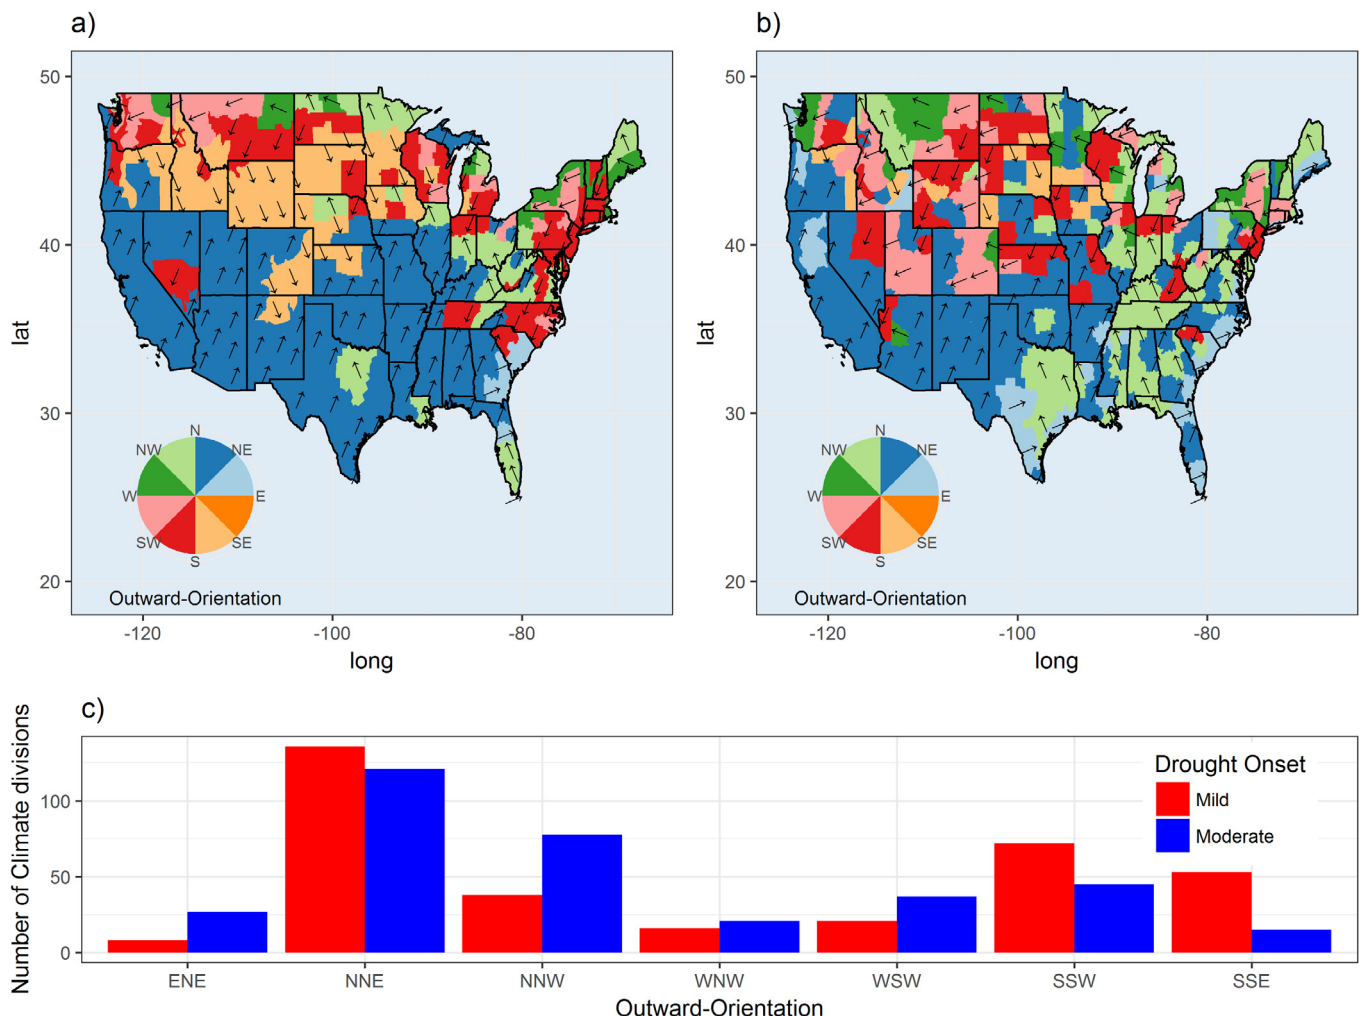 a)
50
40
30
20
lat
N
NW
NE
W
E
SW
SE
S
Outward-Orientation
-120
-100
-80
long
b)
50
40
30
20
lat
N
NW
NE
W
E
SW
SE
S
Outward-Orientation
-120
-100
-80
long
c)
Number of Climate divisions
100
50
0
Drought Onset
Mild
Moderate
ENE
NNE
NNW
WNW
WSW
SSW
SSE
Outward-Orientation